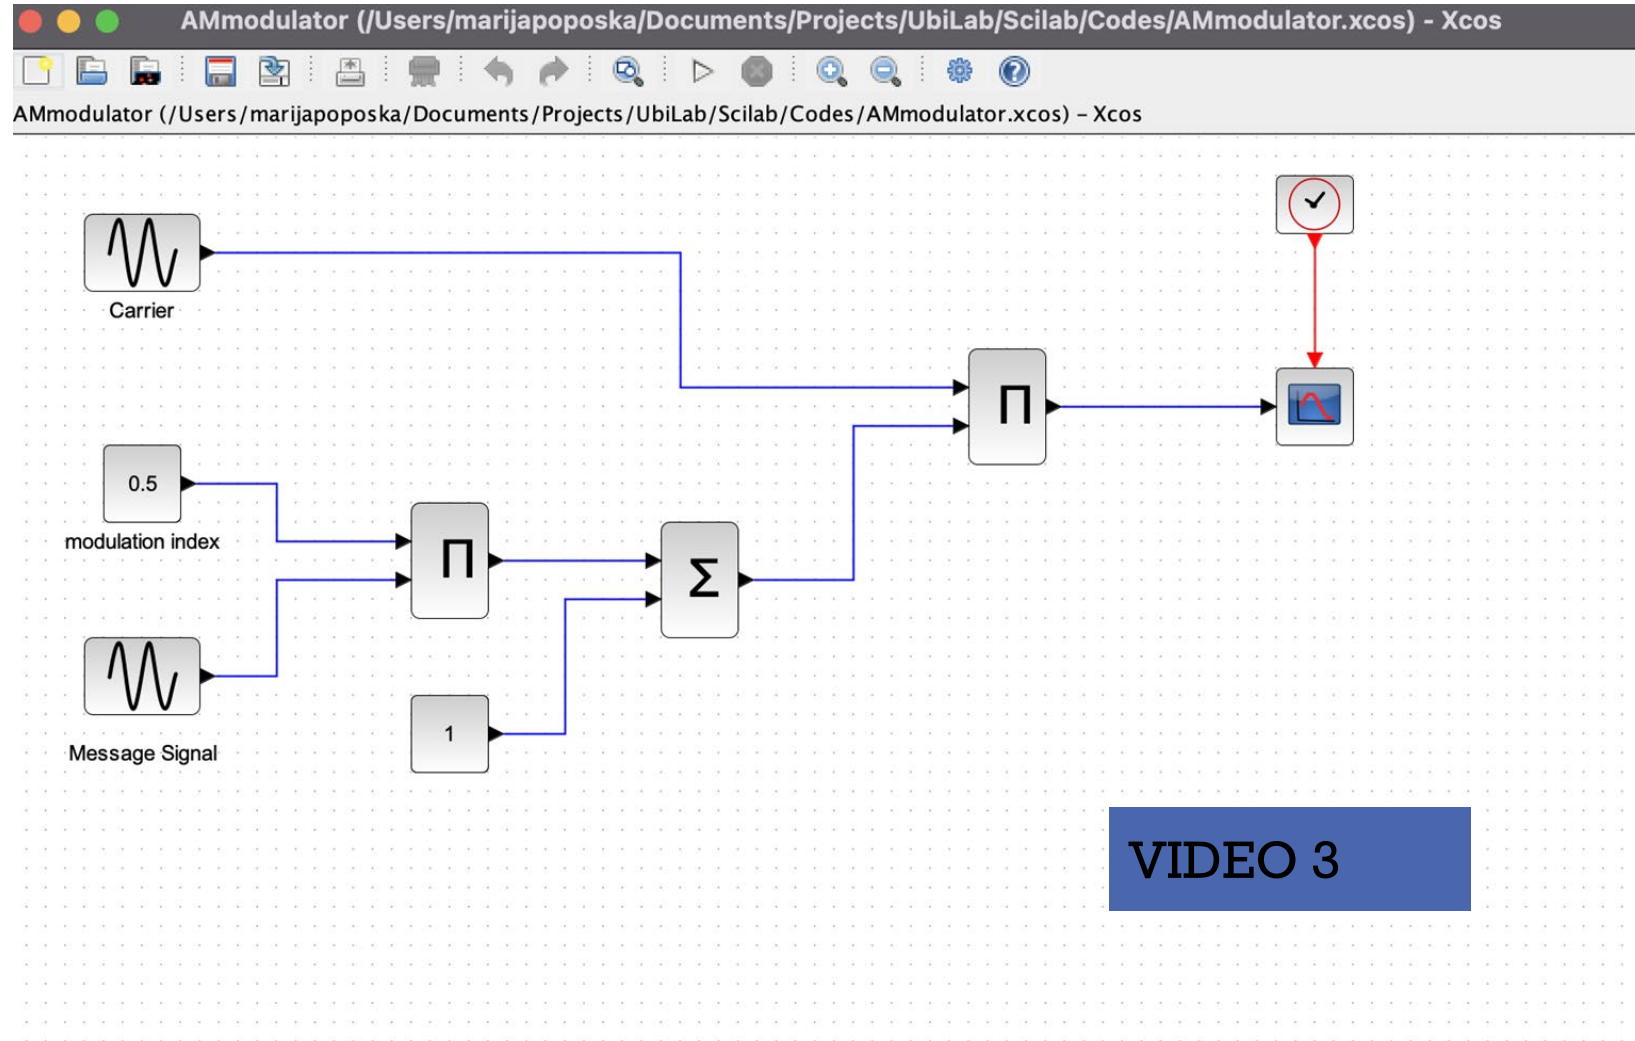 AMmodulator (/Users/marijapoposka/Documents/Projects/UbiLab/Scilab/Codes/AMmodulator.xcos) - Xcos
AMmodulator (/Users/marijapoposka/Documents/Projects/UbiLab/Scilab/Codes/AMmodulator.xcos) – Xcos
Carrier
Π
0.5
modulation index
Π
Σ
Message Signal
1
VIDEO 3